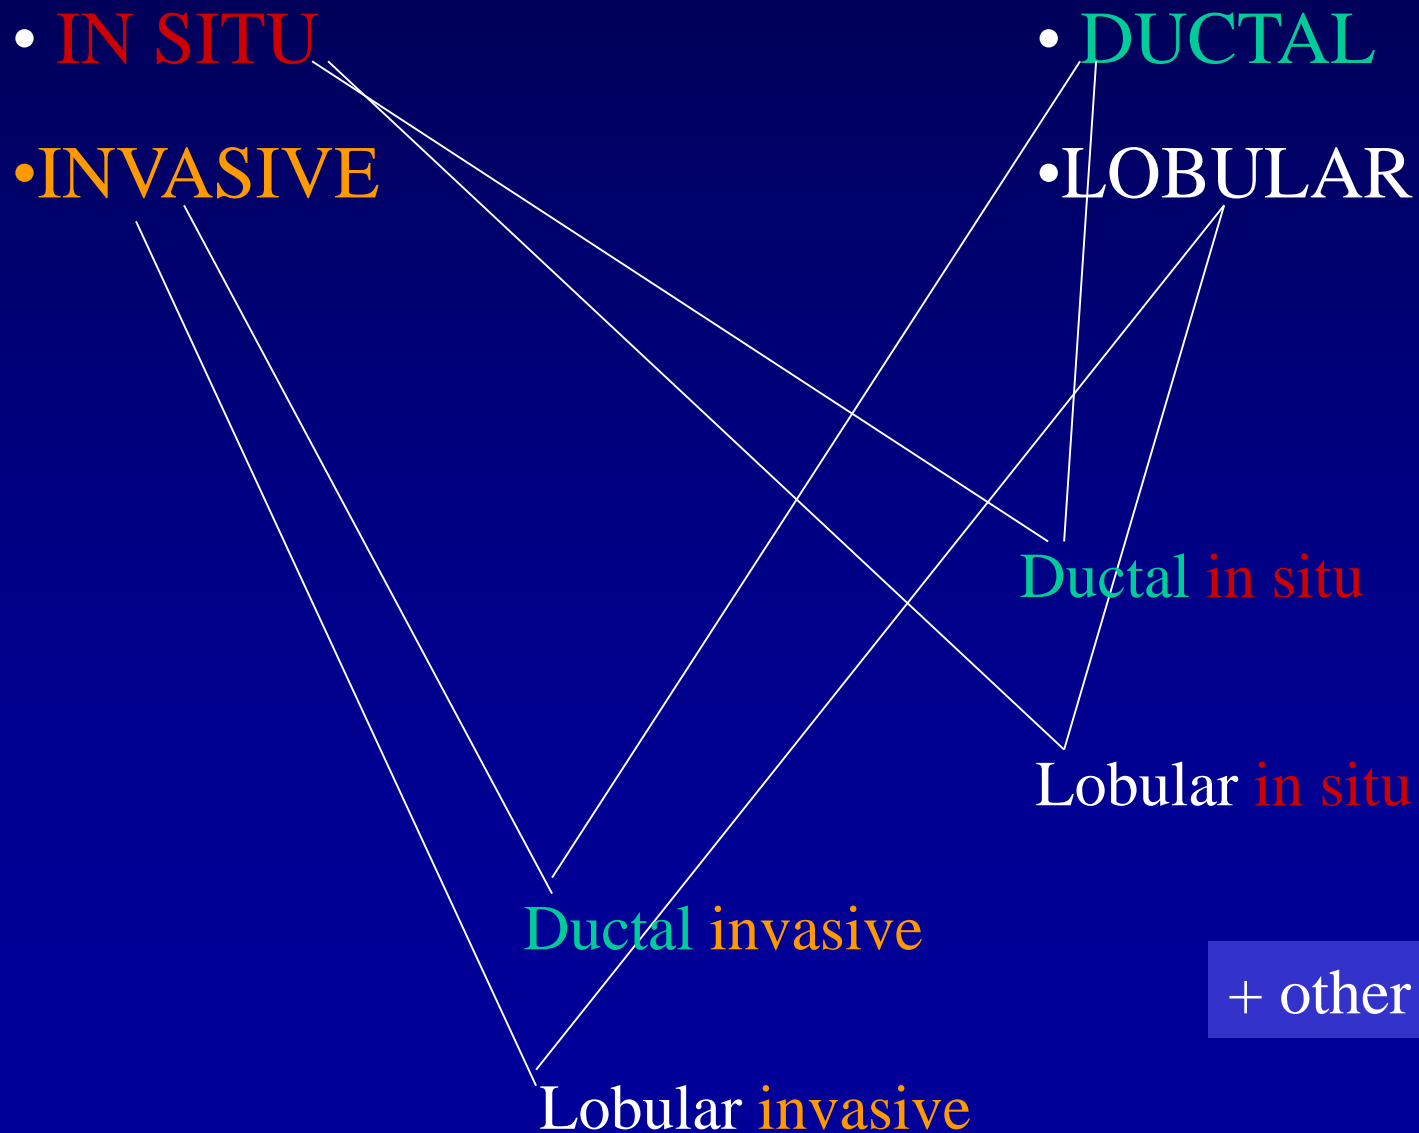 • IN SITU
• DUCTAL
•INVASIVE
•LOBULAR
Ductal in situ
Lobular in situ
Ductal invasive
+ other
Lobular invasive